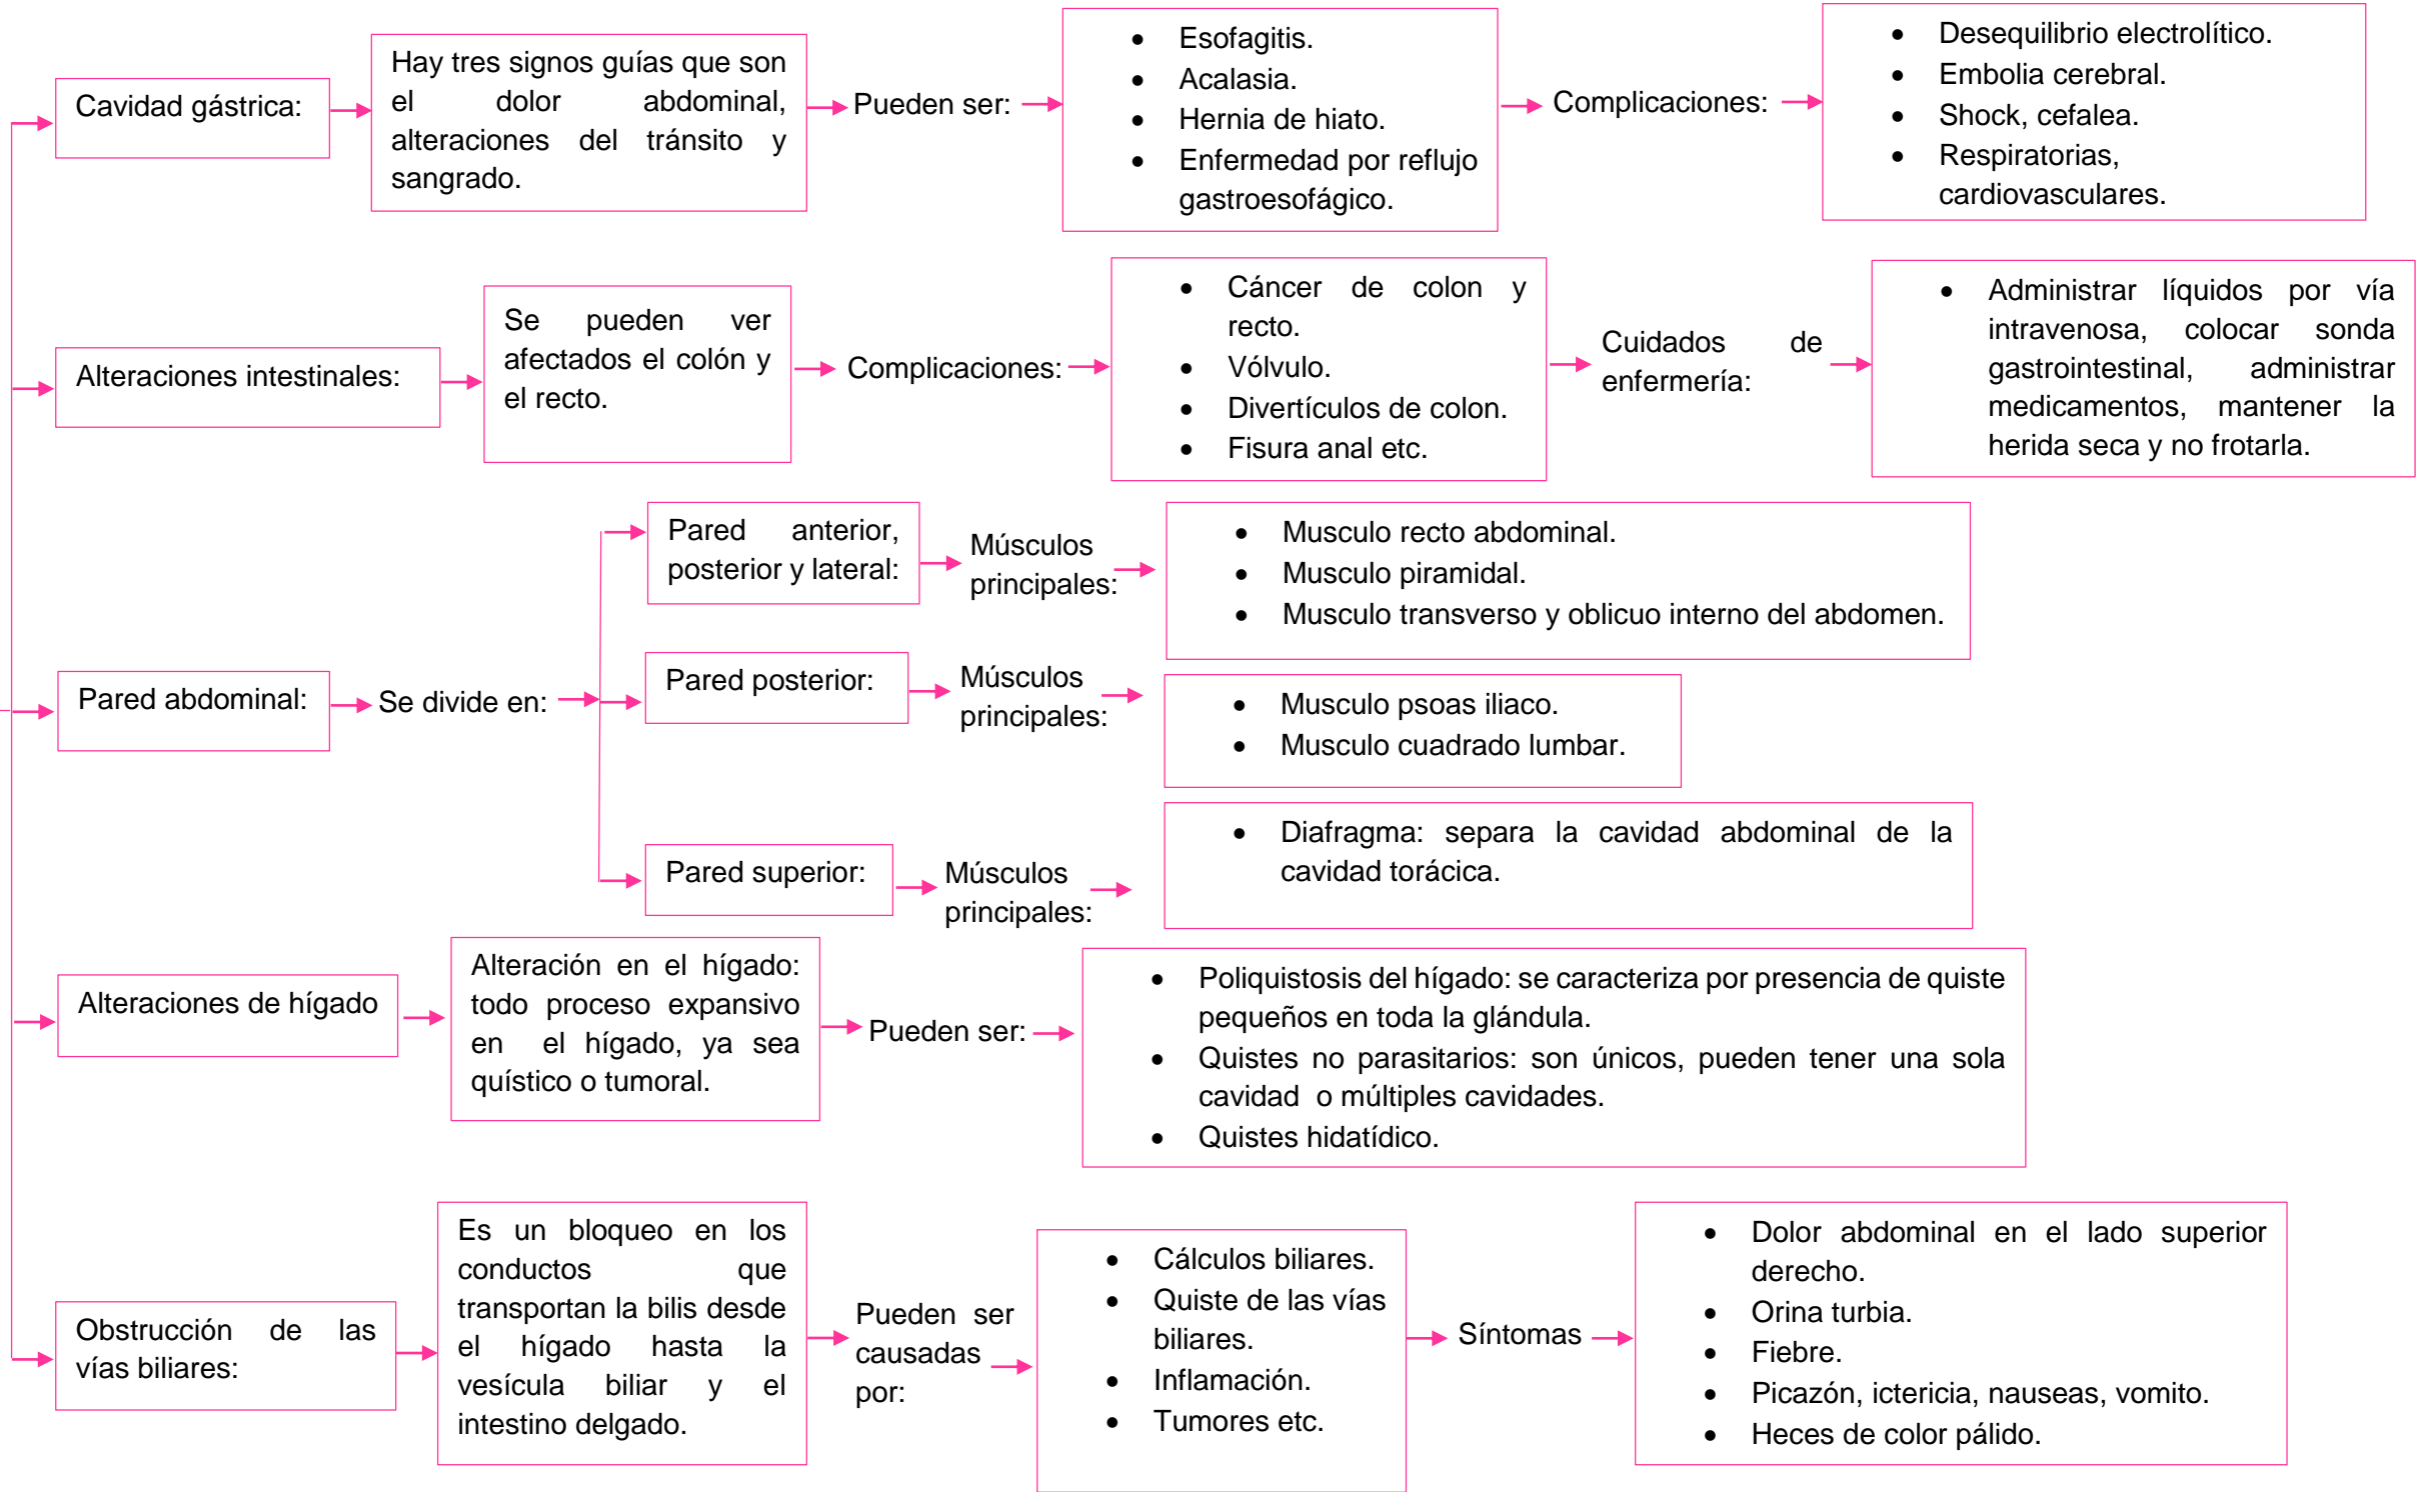 Cavidad gástrica:
Hay tres signos guías que son
el dolor abdominal,
alteraciones del tránsito y
sangrado.
Pueden ser:
• Esofagitis.
• Acalasia.
• Hernia de hiato.
• Enfermedad por reflujo
gastroesofágico.
Complicaciones:
• Desequilibrio electrolítico.
• Embolia cerebral.
• Shock, cefalea.
• Respiratorias,
cardiovasculares.
Alteraciones intestinales:
Se pueden ver
afectados el colón y
el recto.
Complicaciones:
• Cáncer de colon y
recto.
• Vólvulo.
• Divertículos de colon.
• Fisura anal etc.
Cuidados de
enfermería:
• Administrar líquidos por vía
intravenosa, colocar sonda
gastrointestinal, administrar
medicamentos, mantener la
herida seca y no frotarla.
Pared abdominal:
Se divide en:
Pared anterior,
posterior y lateral:
Músculos
principales:
• Musculo recto abdominal.
• Musculo piramidal.
• Musculo transverso y oblicuo interno del abdomen.
Pared posterior:
Músculos
principales:
• Musculo psoas iliaco.
• Musculo cuadrado lumbar.
Pared superior:
Músculos
principales:
• Diafragma: separa la cavidad abdominal de la
cavidad torácica.
Alteraciones de hígado
Alteración en el hígado:
todo proceso expansivo
en el hígado, ya sea
quístico o tumoral.
Pueden ser:
• Poliquistosis del hígado: se caracteriza por presencia de quiste
pequeños en toda la glándula.
• Quistes no parasitarios: son únicos, pueden tener una sola
cavidad o múltiples cavidades.
• Quistes hidatídico.
Obstrucción de las
vías biliares:
Es un bloqueo en los
conductos que
transportan la bilis desde
el hígado hasta la
vesícula biliar y el
intestino delgado.
Pueden ser
causadas
por:
• Cálculos biliares.
• Quiste de las vías
biliares.
• Inflamación.
• Tumores etc.
Síntomas
• Dolor abdominal en el lado superior
derecho.
• Orina turbia.
• Fiebre.
• Picazón, ictericia, nauseas, vomito.
• Heces de color pálido.